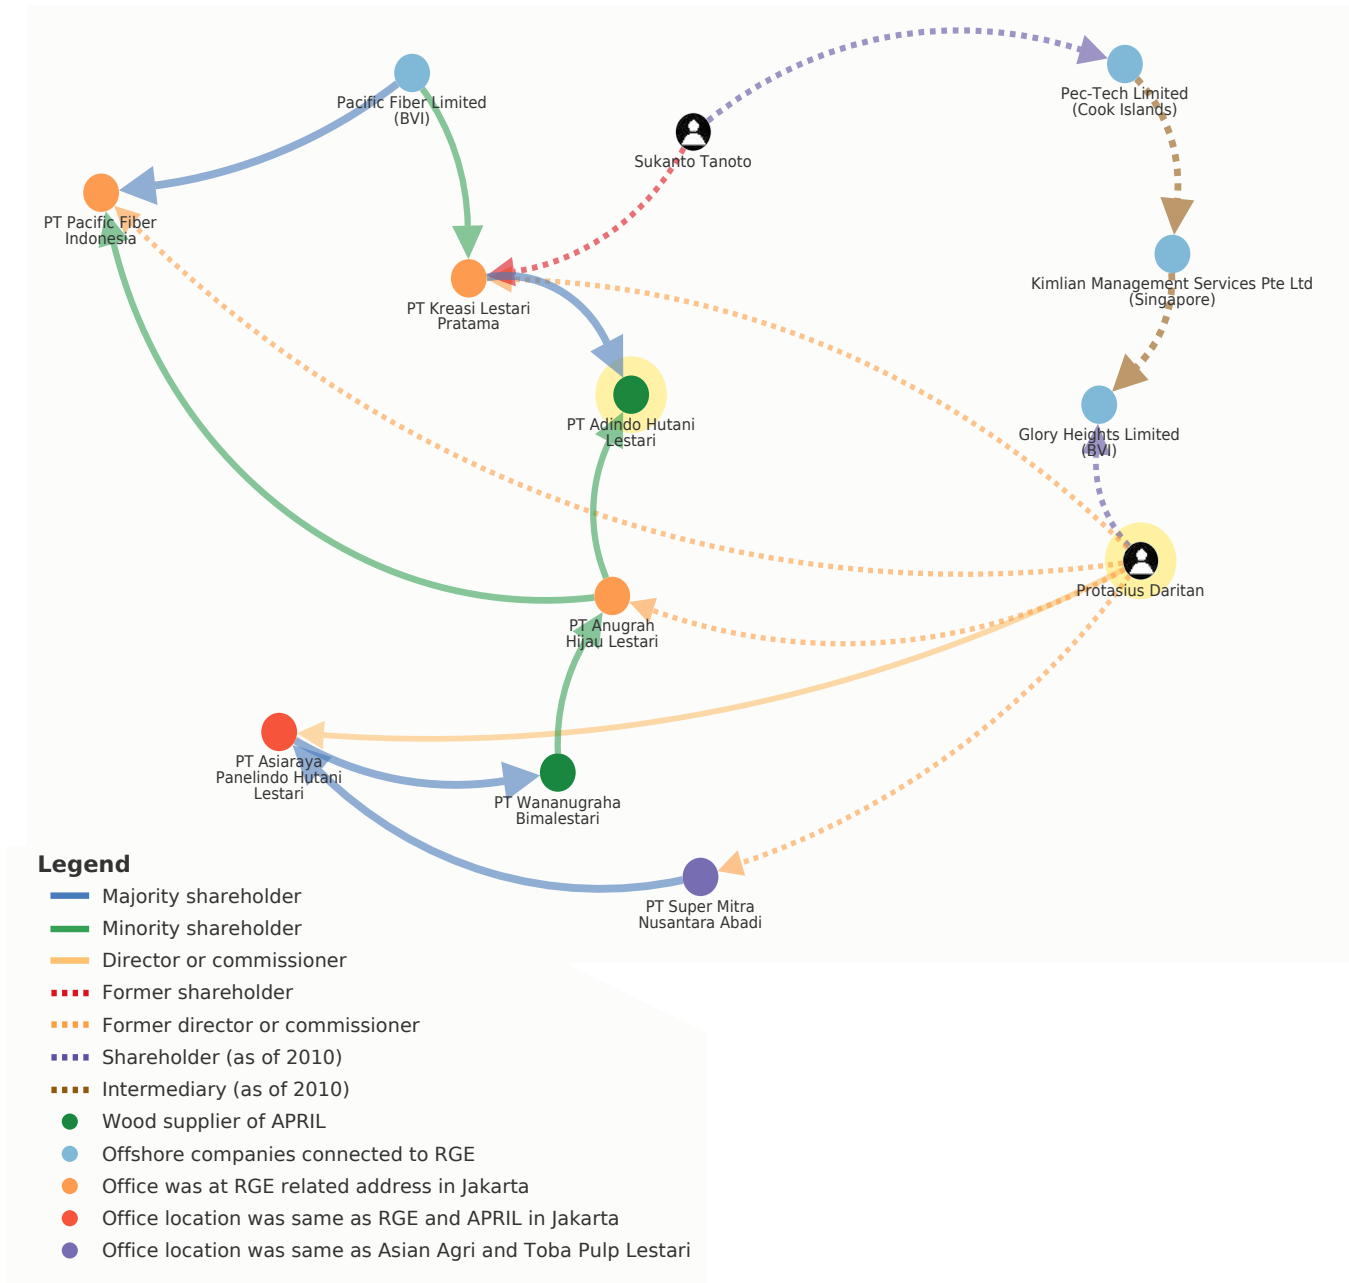 Pacific Fiber Limited
(BVI)
Pec-Tech Limited
(Cook Islands)
Sukanto Tanoto
PT Pacific Fiber
Indonesia
Kimlian Management Services Pte Ltd
(Singapore)
PT Kreasi Lestari
Pratama
PT Adindo Hutani
Lestari
Glory Heights Limited
(BVI)
Protasius Daritan
PT Anugrah
Hijau Lestari
PT Asiaraya
Panelindo Hutani
Lestari
PT Wananugraha
Bimalestari
PT Super Mitra
Nusantara Abadi
Legend
Majority shareholder
Minority shareholder
Director or commissioner
Former shareholder
Former director or commissioner
Shareholder (as of 2010)
Intermediary (as of 2010)
Wood supplier of APRIL
Offshore companies connected to RGE
Office was at RGE related address in Jakarta
Office location was same as RGE and APRIL in Jakarta
Office location was same as Asian Agri and Toba Pulp Lestari